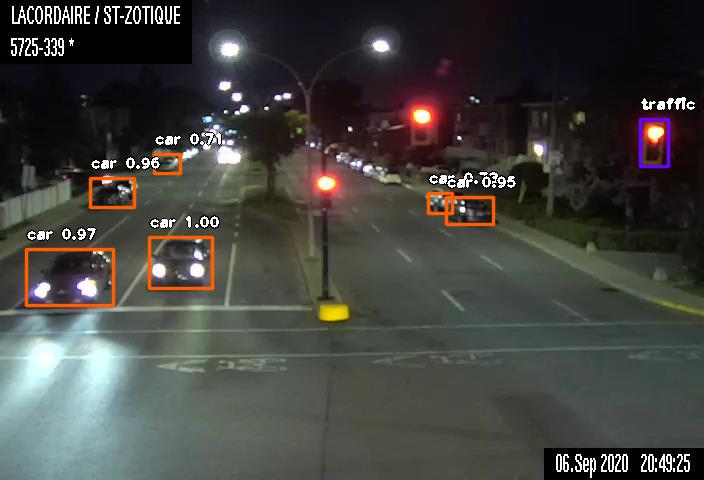 LACORDAIRE / ST-ZOTIQUE
5725-339 *
traffic
car 0.71
car 0.96
car 0.95
car 1.00
car 0.97
06.Sep 2020 20:49:25